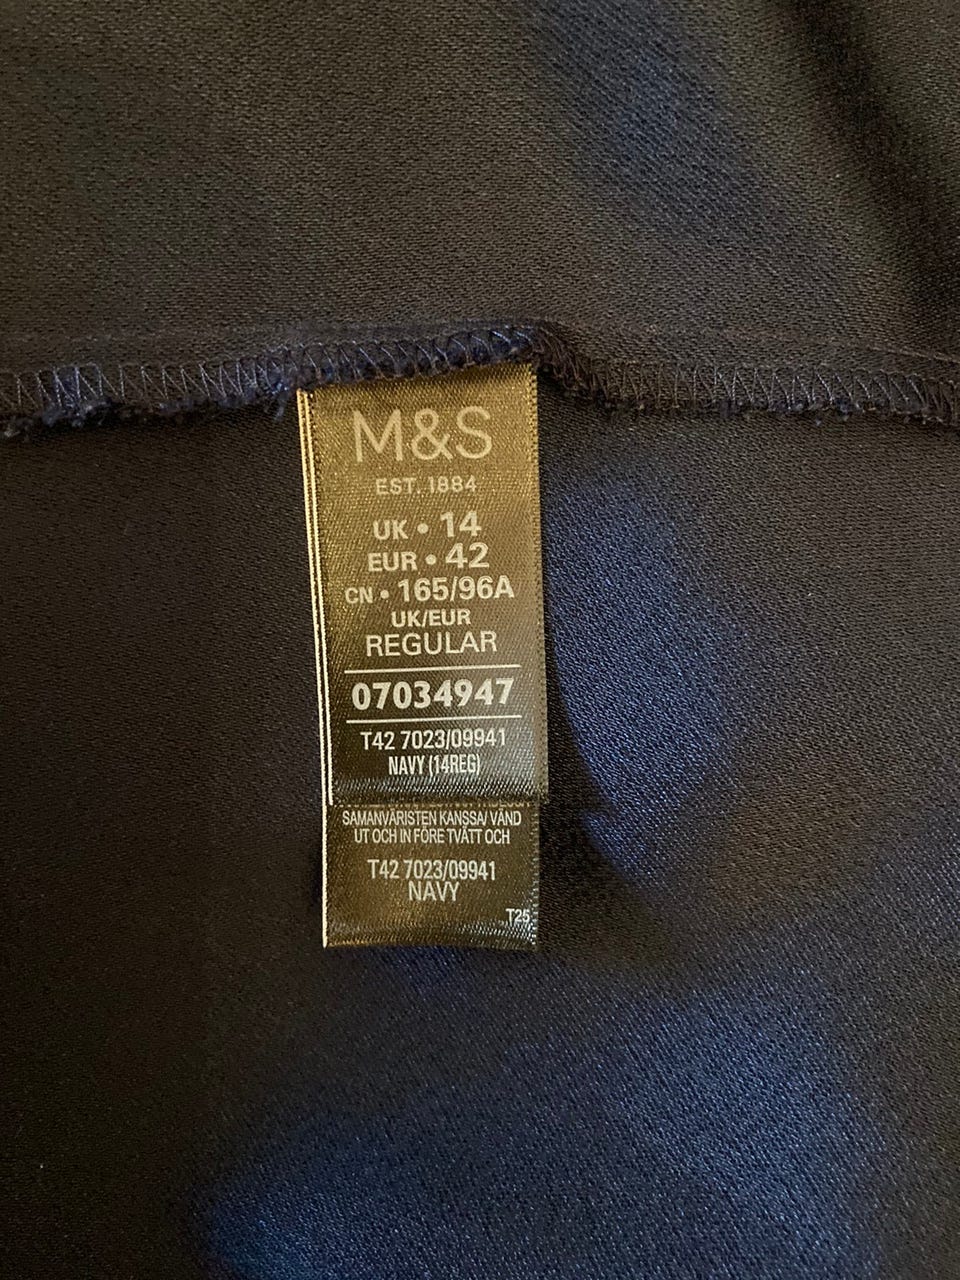 M&S
EST. 1884
UK • 14
EUR • 42
CN • 165/96A
UK/EUR
REGULAR
07034947
T42 7023/09941
NAVY (14REG)
SAMANVÄRISTEN KANSSA/ VÄND
UT OCH IN FÖRE TVÄTT OCH
T42 7023/09941
NAVY
T25